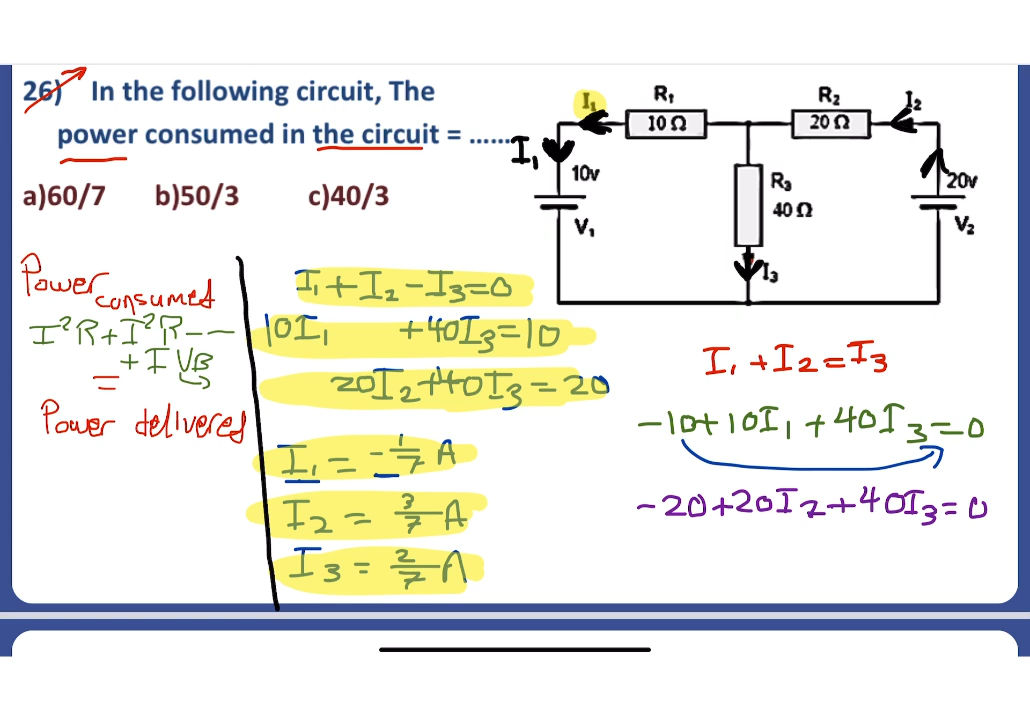 26) In the following circuit, The
power consumed in the circuit = ......
a)60/7 b)50/3 c)40/3
I₁
I₁
R₁
10 Ω
R₂
20 Ω
I₂
10v
V₁
R₃
40 Ω
I₃
20v
V₂
Power consumed
I²R+I²R-----
+ I VB
=
Power delivered
I₁+I₂-I₃=0
10I₁ +40I₃=10
20I₂+40I₃=20
I₁ = -1/7 A
I₂ = 3/7 A
I₃ = 2/7 A
I₁+I₂=I₃
-10+10I₁+40I₃=0
-20+20I₂+40I₃=0